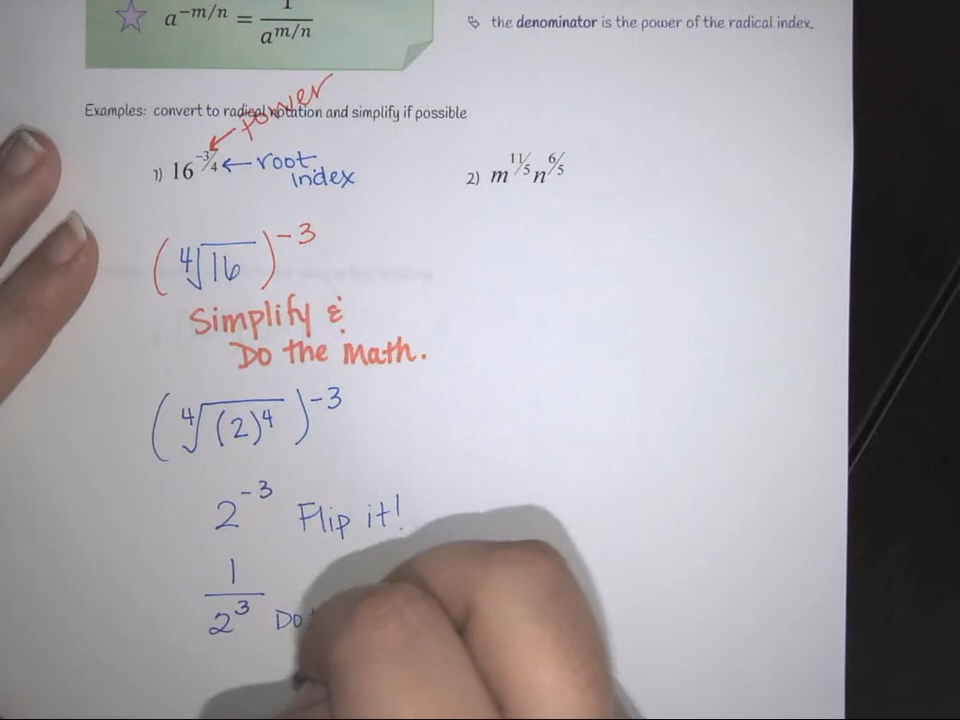 a^{-m/n} = 1/a^{m/n}
the denominator is the power of the radical index.
Examples: convert to radical notation and simplify if possible
power
1) 16^{-3/4} ← root index
2) m^{11/5} n^{6/5}
(∜16)^{-3}
Simplify &
Do the Math.
(∜(2)^4)^{-3}
2^{-3} Flip it!
1
2^3 Do